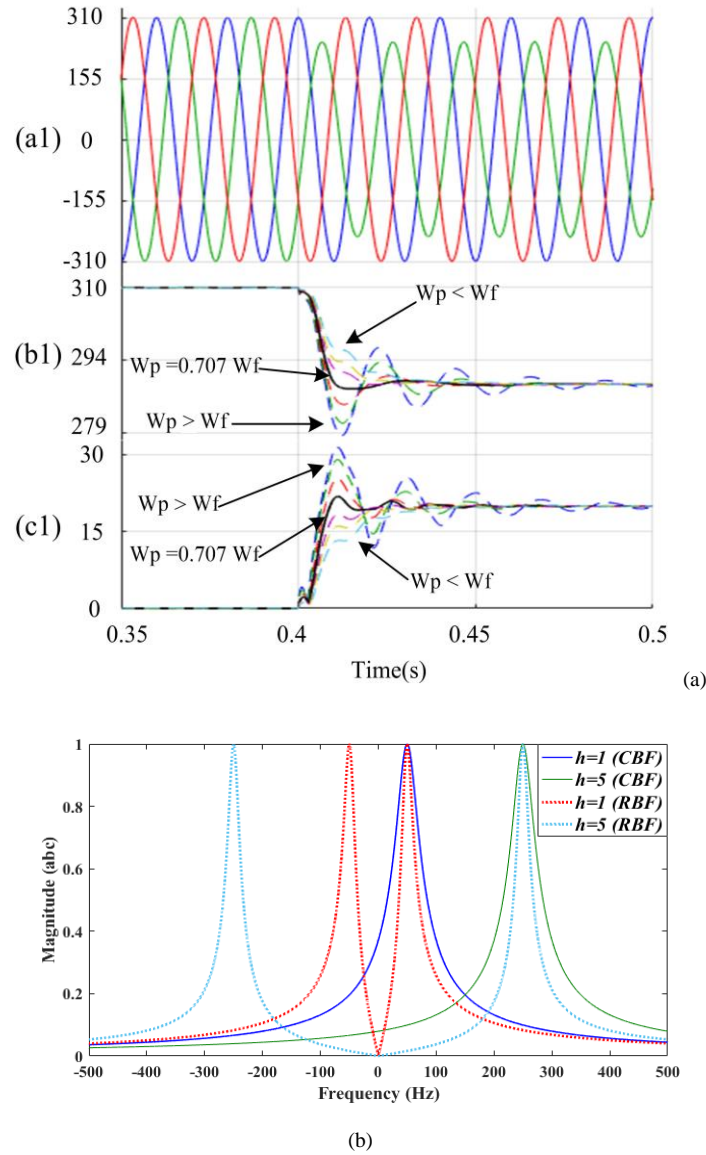 310
155
(a1) 0
-155
-310
310
Wp < Wf
(b1) 294
Wp =0.707 Wf
Wp > Wf
279
30
Wp > Wf
(c1) 15
Wp =0.707 Wf
Wp < Wf
0
0.35 0.4 0.45 0.5
Time(s)
(a)
1
h=1 (CBF)
h=5 (CBF)
h=1 (RBF)
h=5 (RBF)
0.8
0.6
Magnitude (abc)
0.4
0.2
0
-500 -400 -300 -200 -100 0 100 200 300 400 500
Frequency (Hz)
(b)